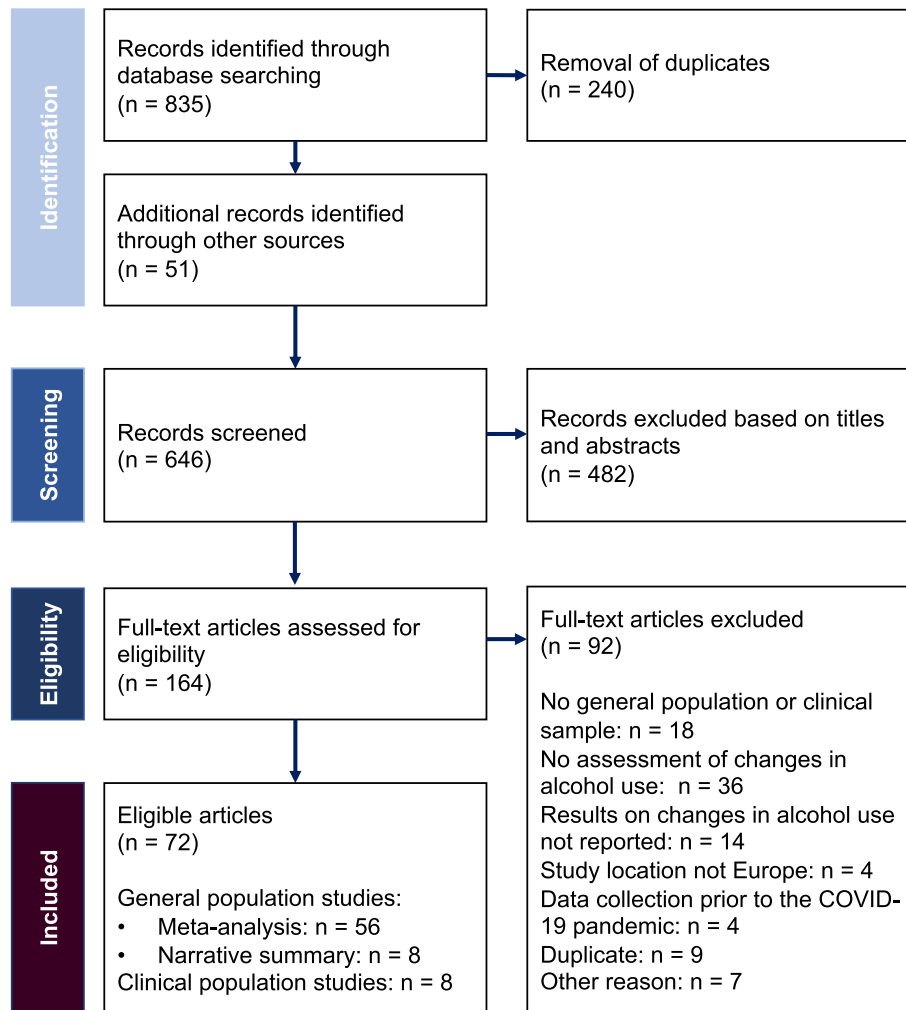 Identification
Records identified through
database searching
(n = 835)
Removal of duplicates
(n = 240)
Additional records identified
through other sources
(n = 51)
Screening
Records screened
(n = 646)
Records excluded based on titles
and abstracts
(n = 482)
Eligibility
Full-text articles assessed for
eligibility
(n = 164)
Full-text articles excluded
(n = 92)
No general population or clinical
sample: n = 18
No assessment of changes in
alcohol use:  n = 36
Results on changes in alcohol use
not reported: n = 14
Study location not Europe: n = 4
Data collection prior to the COVID-
19 pandemic: n = 4
Duplicate: n = 9
Other reason: n = 7
Included
Eligible articles
(n = 72)
General population studies:
• Meta-analysis: n = 56
• Narrative summary: n = 8
Clinical population studies: n = 8